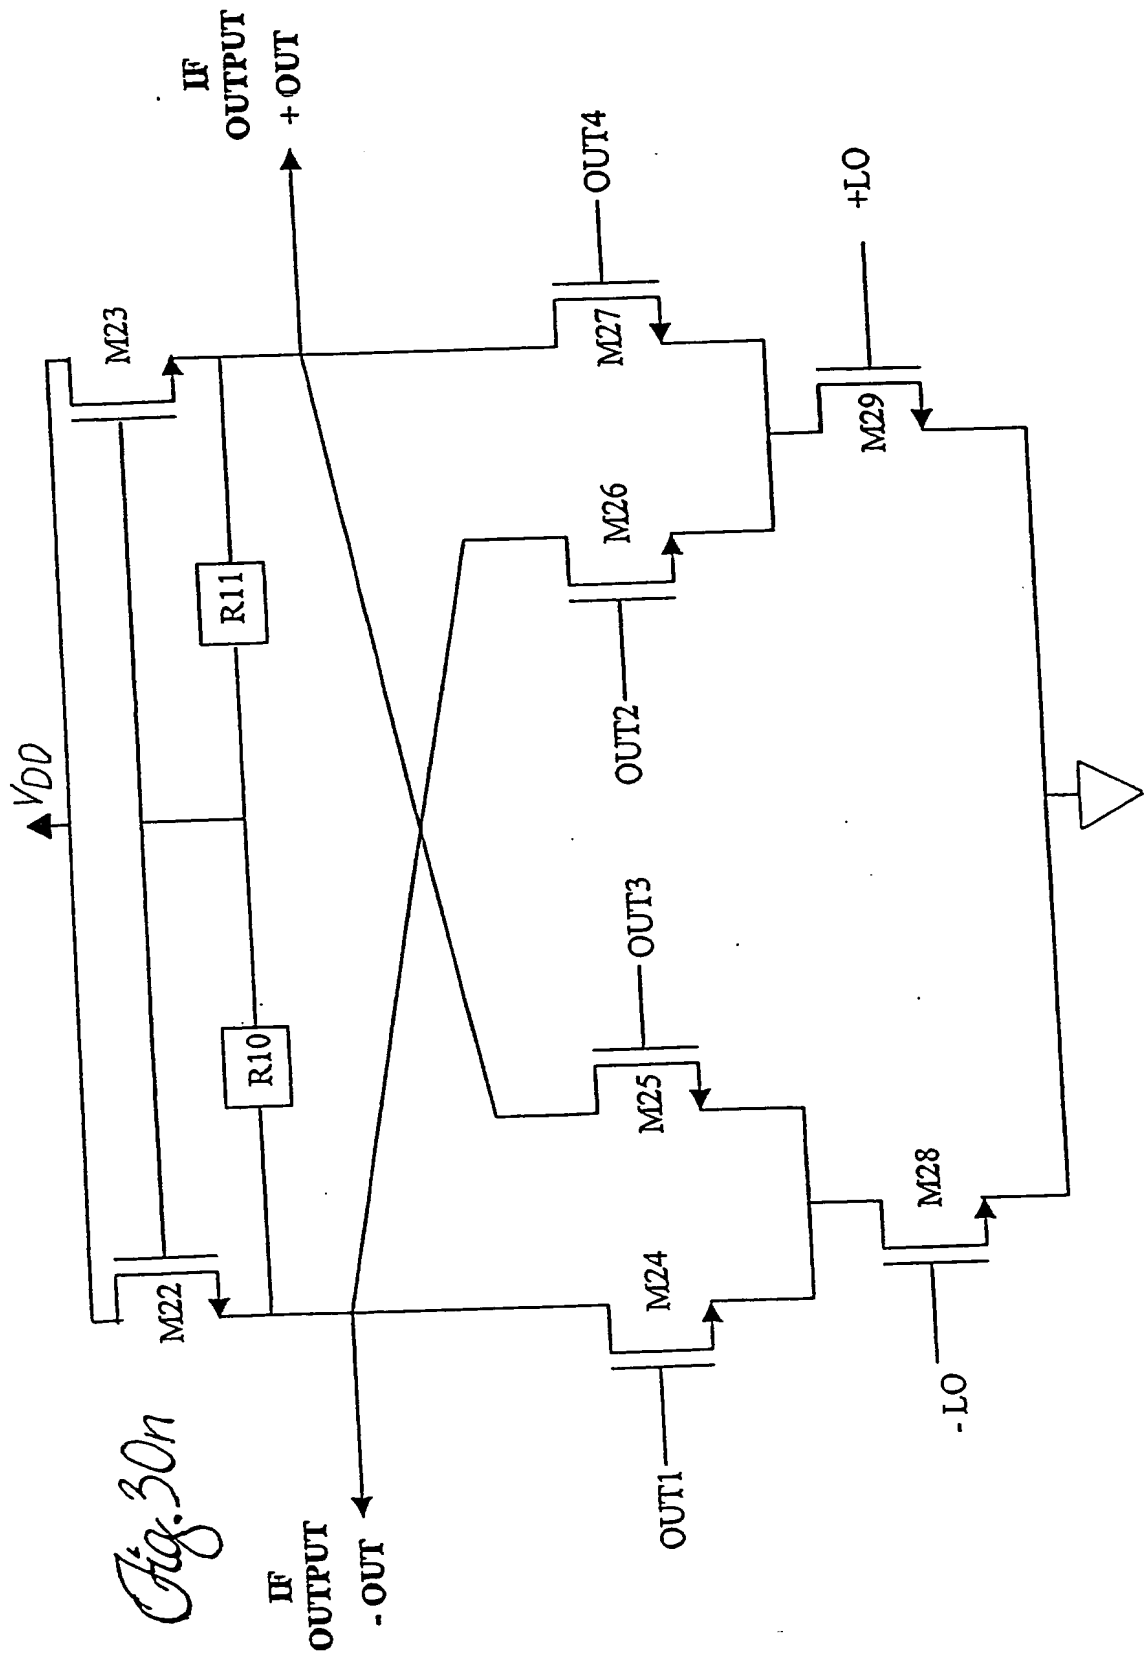 Fig. 30n
VDD
IF
OUTPUT
- OUT
IF
OUTPUT
+ OUT
M22
M23
R10
R11
OUT1
M24
M25
OUT3
OUT2
M26
M27
OUT4
- LO
M28
M29
+LO